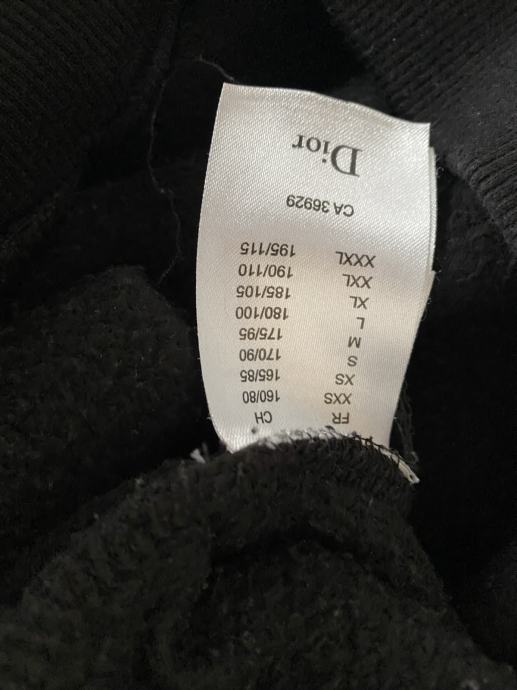 FR CH
XXS 160/80
XS 165/85
S 170/90
M 175/95
L 180/100
XL 185/105
XXL 190/110
XXXL 195/115
CA 36929
Dior